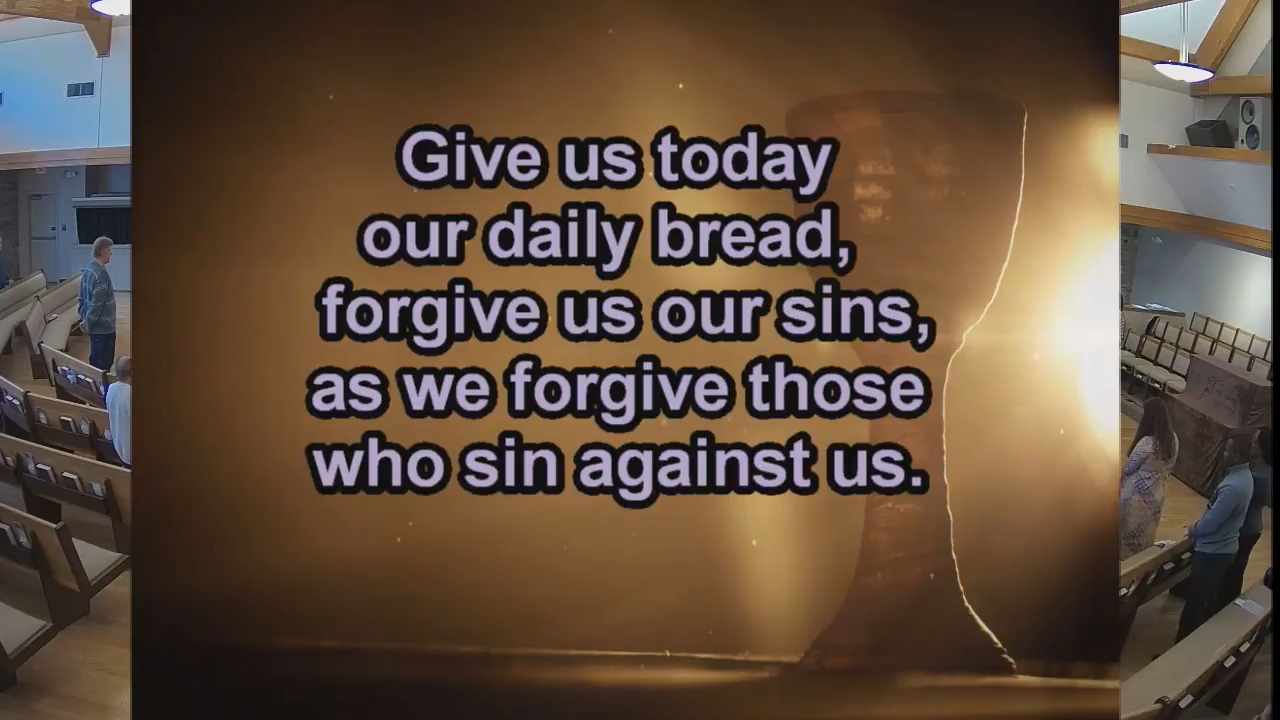 Give us today
our daily bread,
forgive us our sins,
as we forgive those
who sin against us.